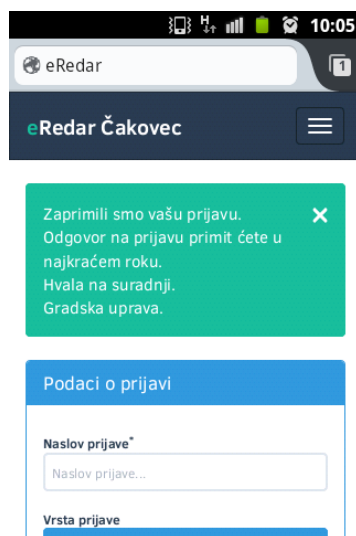 H
10:05
eRedar
1
eRedar Čakovec
Zaprimili smo vašu prijavu.
Odgovor na prijavu primit ćete u
najkraćem roku.
Hvala na suradnji.
Gradska uprava.
Podaci o prijavi
Naslov prijave*
Naslov prijave...
Vrsta prijave